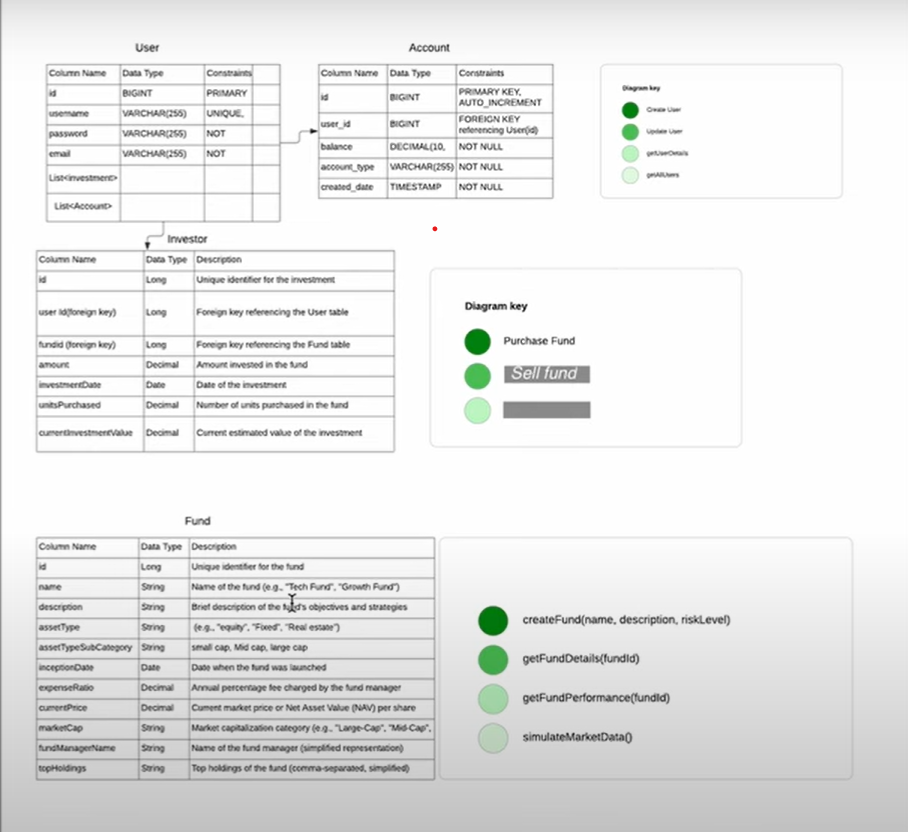 User
Column Name Data Type Constraints
id BIGINT PRIMARY
username VARCHAR(255) UNIQUE,
password VARCHAR(255) NOT
email VARCHAR(255) NOT
List<investment>
List<Account>
Account
Column Name Data Type Constraints
id BIGINT PRIMARY KEY,
AUTO_INCREMENT
user_id BIGINT FOREIGN KEY
referencing User(id)
balance DECIMAL(10, NOT NULL
account_type VARCHAR(255) NOT NULL
created_date TIMESTAMP NOT NULL
Diagram key
Create User
Update User
getUserDetails
getAllUsers
Investor
Column Name Data Type Description
id Long Unique identifier for the investment
user Id(foreign key) Long Foreign key referencing the User table
fundid (foreign key) Long Foreign key referencing the Fund table
amount Decimal Amount invested in the fund
investmentDate Date Date of the investment
unitsPurchased Decimal Number of units purchased in the fund
currentInvestmentValue Decimal Current estimated value of the investment
Diagram key
Purchase Fund
Sell fund
Fund
Column Name Data Type Description
id Long Unique identifier for the fund
name String Name of the fund (e.g., "Tech Fund", "Growth Fund")
description String Brief description of the fund's objectives and strategies
assetType String (e.g., "equity", "Fixed", "Real estate")
assetTypeSubCategory String small cap, Mid cap, large cap
inceptionDate Date Date when the fund was launched
expenseRatio Decimal Annual percentage fee charged by the fund manager
currentPrice Decimal Current market price or Net Asset Value (NAV) per share
marketCap String Market capitalization category (e.g., "Large-Cap", "Mid-Cap",
fundManagerName String Name of the fund manager (simplified representation)
topHoldings String Top holdings of the fund (comma-separated, simplified)
createFund(name, description, riskLevel)
getFundDetails(fundId)
getFundPerformance(fundId)
simulateMarketData()